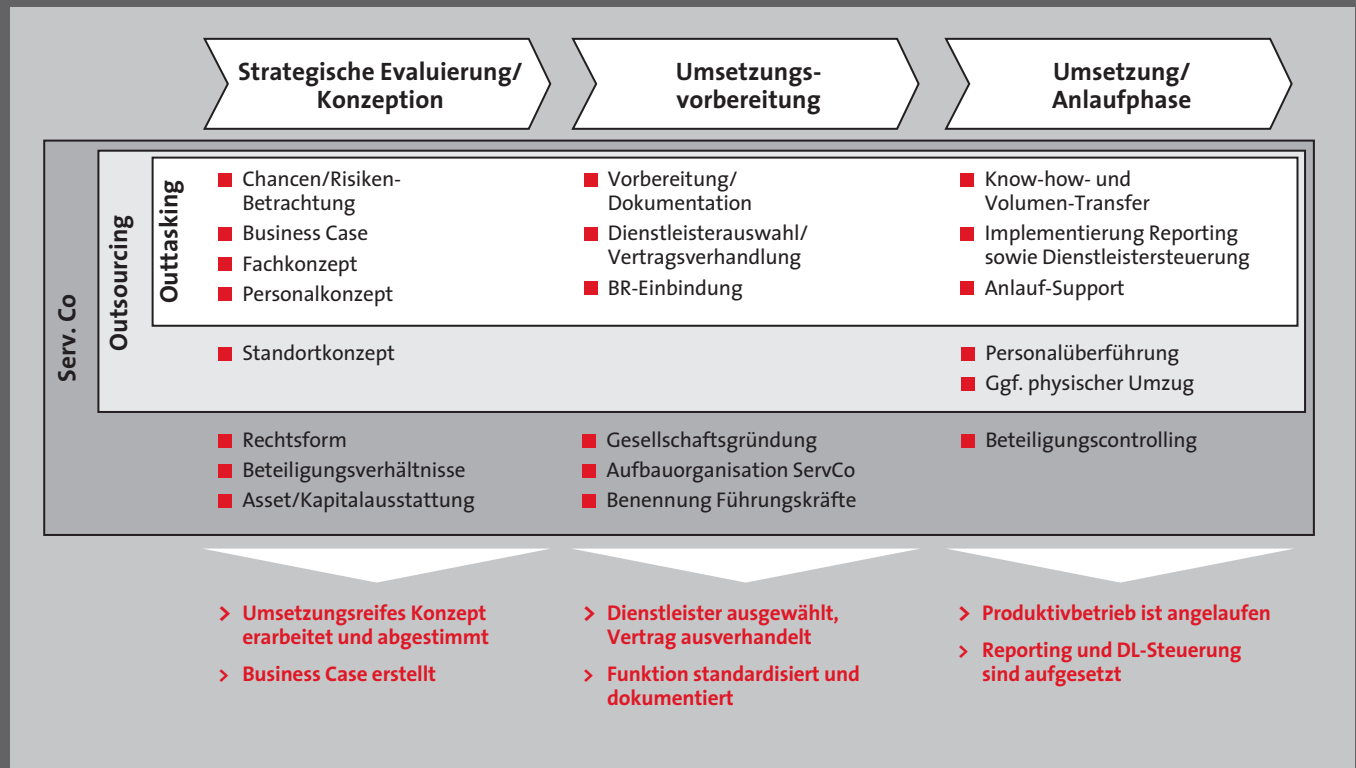 Strategische Evaluierung/
Konzeption
Umsetzungs-
vorbereitung
Umsetzung/
Anlaufphase
Serv. Co
Outsourcing
Outtasking
Chancen/Risiken-
Betrachtung
Business Case
Fachkonzept
Personalkonzept
Vorbereitung/
Dokumentation
Dienstleisterauswahl/
Vertragsverhandlung
BR-Einbindung
Know-how- und
Volumen-Transfer
Implementierung Reporting
sowie Dienstleistersteuerung
Anlauf-Support
Standortkonzept
Personalüberführung
Ggf. physischer Umzug
Rechtsform
Beteiligungsverhältnisse
Asset/Kapitalausstattung
Gesellschaftsgründung
Aufbauorganisation ServCo
Benennung Führungskräfte
Beteiligungscontrolling
> Umsetzungsreifes Konzept
erarbeitet und abgestimmt
> Business Case erstellt
> Dienstleister ausgewählt,
Vertrag ausverhandelt
> Funktion standardisiert und
dokumentiert
> Produktivbetrieb ist angelaufen
> Reporting und DL-Steuerung
sind aufgesetzt